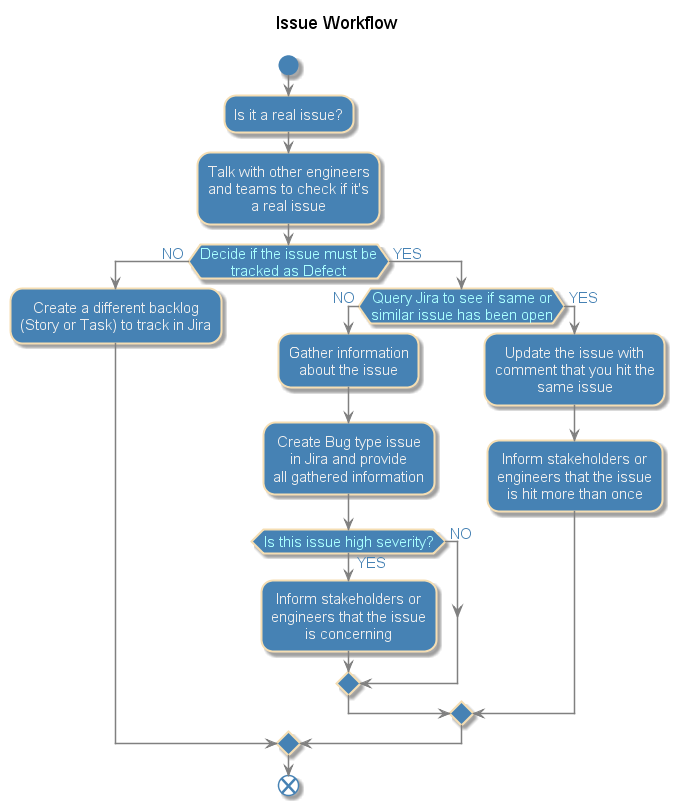 Issue Workflow
Is it a real issue?
Talk with other engineers
and teams to check if it's
a real issue
NO
Decide if the issue must be
tracked as Defect
YES
Create a different backlog
(Story or Task) to track in Jira
NO
Query Jira to see if same or
similar issue has been open
YES
Gather information
about the issue
Create Bug type issue
in Jira and provide
all gathered information
Is this issue high severity?
NO
YES
Inform stakeholders or
engineers that the issue
is concerning
Update the issue with
comment that you hit the
same issue
Inform stakeholders or
engineers that the issue
is hit more than once